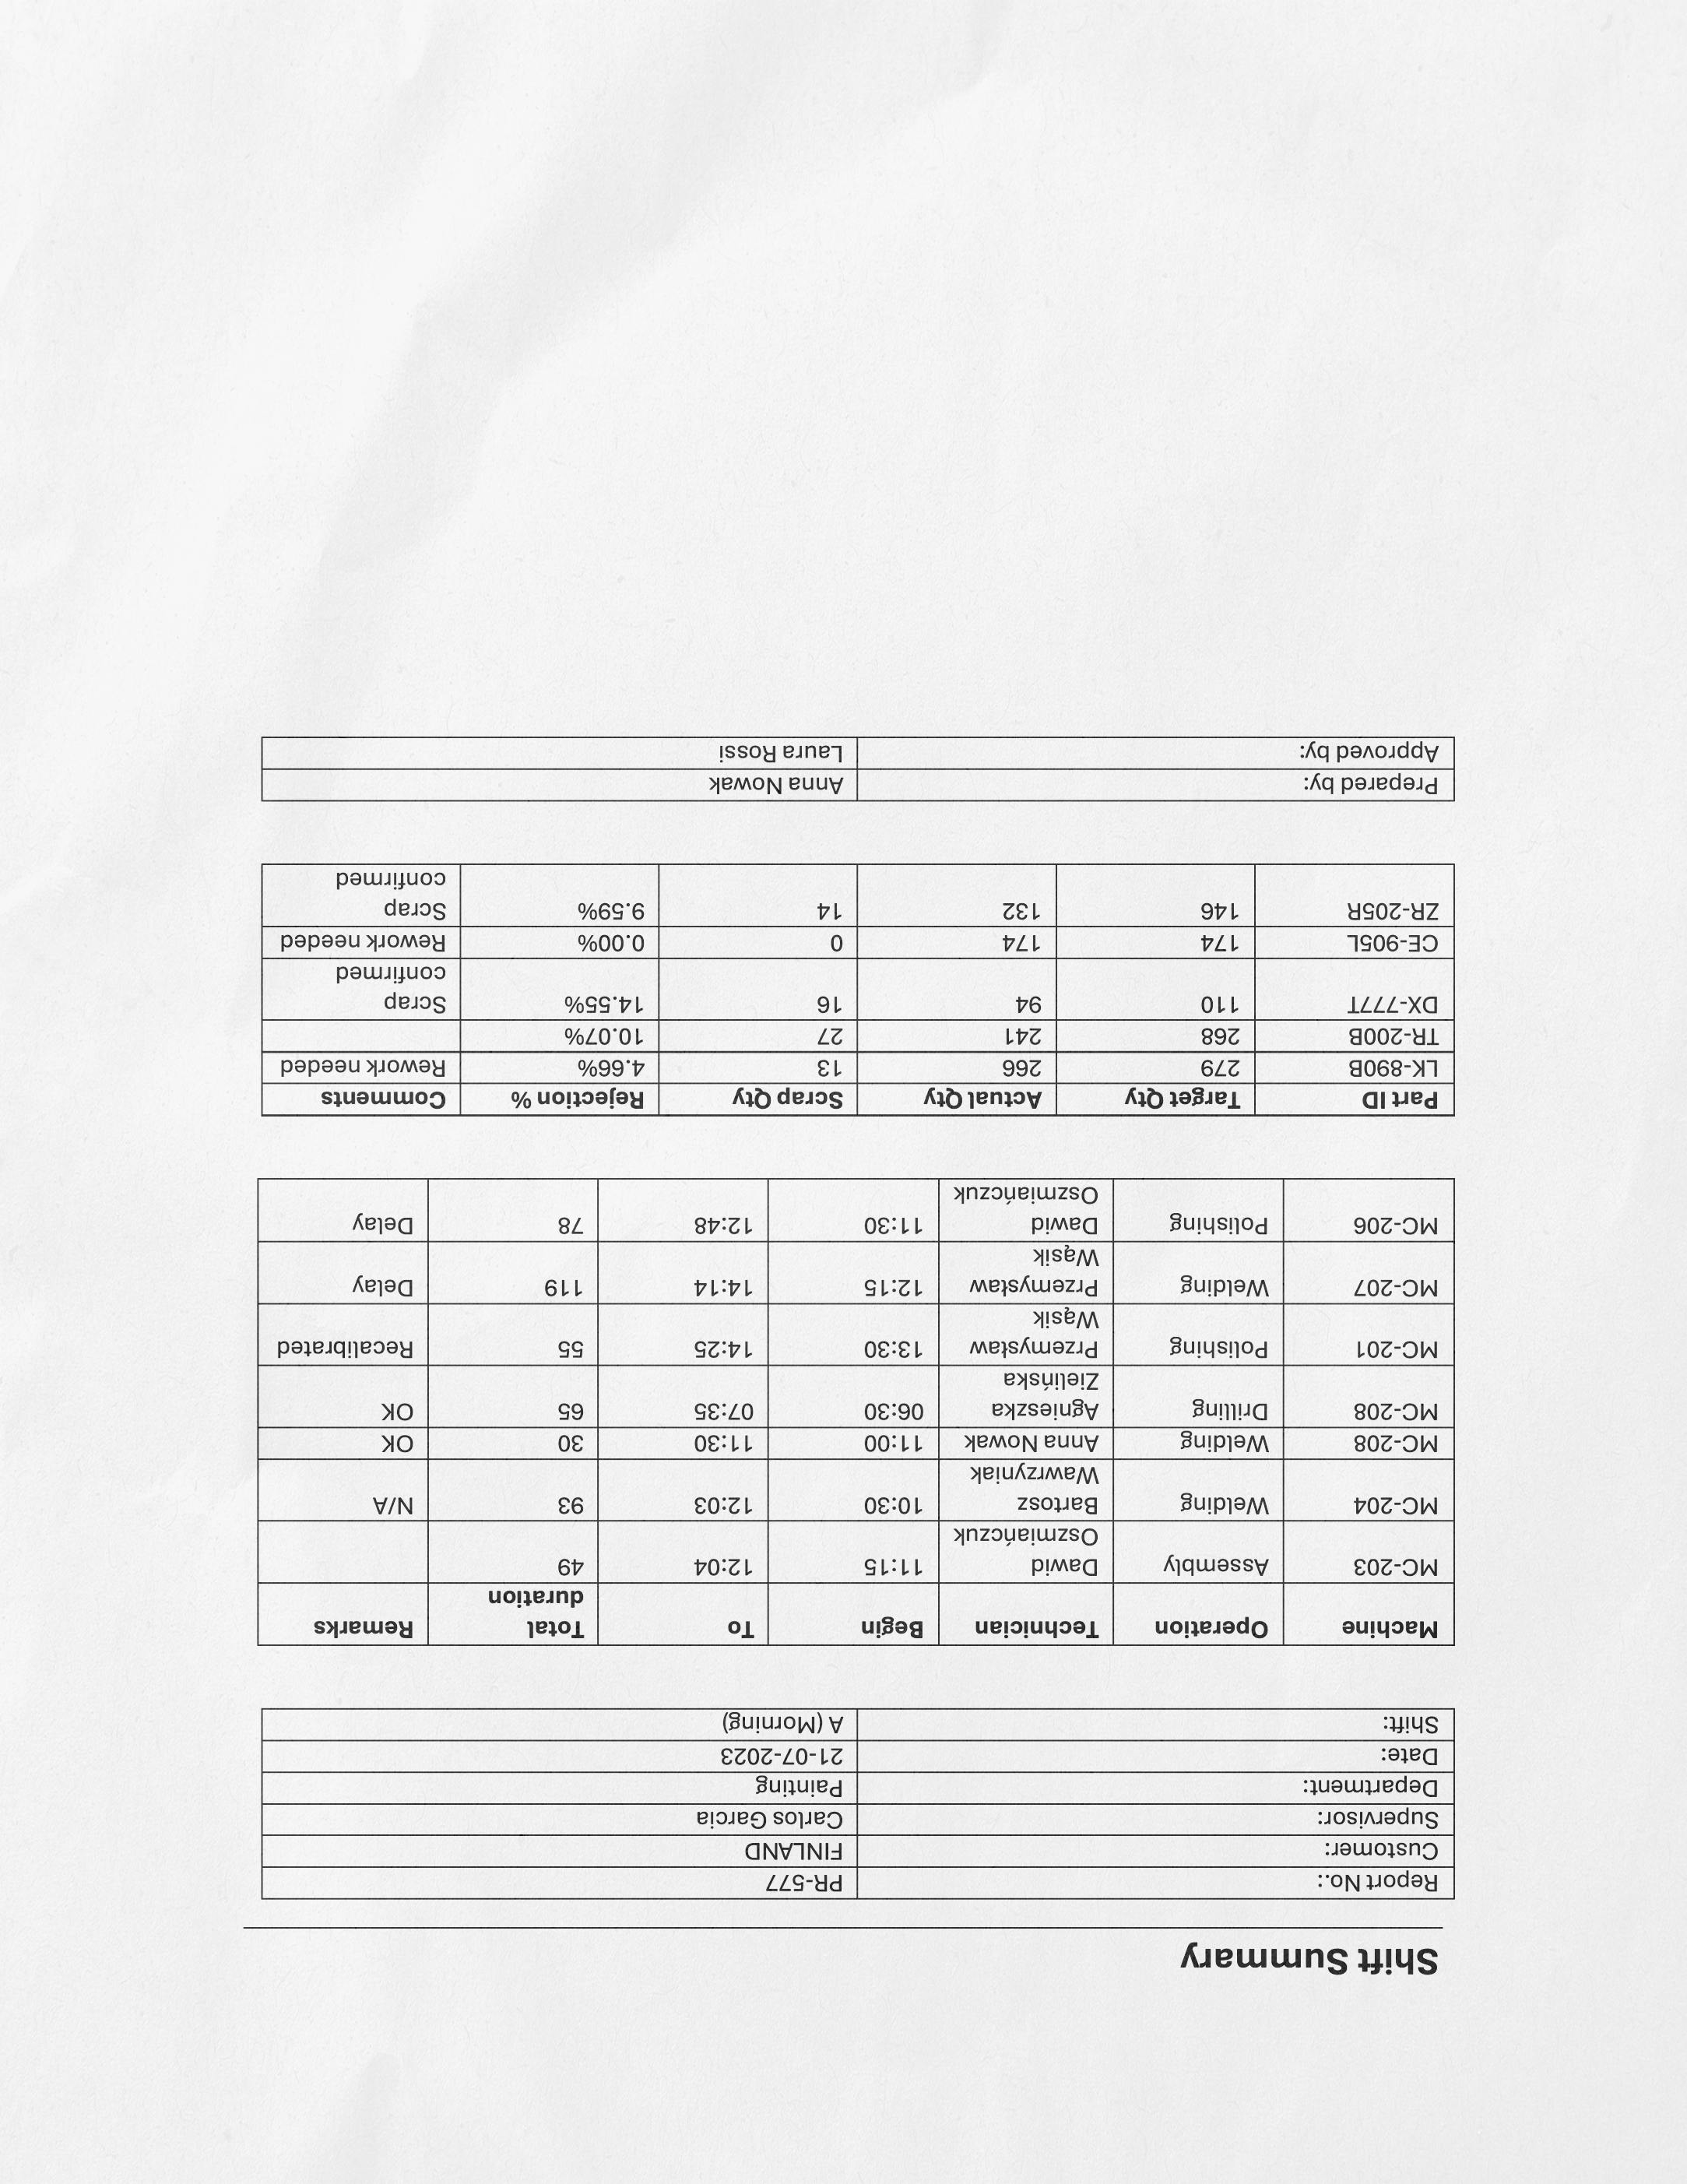 Shift Summary
Report No.: PR-577
Customer: FINLAND
Supervisor: Carlos Garcia
Department: Painting
Date: 21-07-2023
Shift: A (Morning)
Machine Operation Technician Begin To Total duration Remarks
MC-203 Assembly Dawid Oszmiańczuk 11:15 12:04 49
MC-204 Welding Bartosz Wawrzyniak 10:30 12:03 93 N/A
MC-208 Welding Anna Nowak 11:00 11:30 30 OK
MC-208 Drilling Agnieszka Zielińska 06:30 07:35 65 OK
MC-201 Polishing Przemysław Wąsik 13:30 14:25 55 Recalibrated
MC-207 Welding Przemysław Wąsik 12:15 14:14 119 Delay
MC-206 Polishing Dawid Oszmiańczuk 11:30 12:48 78 Delay
Part ID Target Qty Actual Qty Scrap Qty Rejection % Comments
LK-890B 279 266 13 4.66% Rework needed
TR-200B 268 241 27 10.07%
DX-777T 110 94 16 14.55% Scrap confirmed
CE-905L 174 174 0 0.00% Rework needed
ZR-205R 146 132 14 9.59% Scrap confirmed
Prepared by: Anna Nowak
Approved by: Laura Rossi